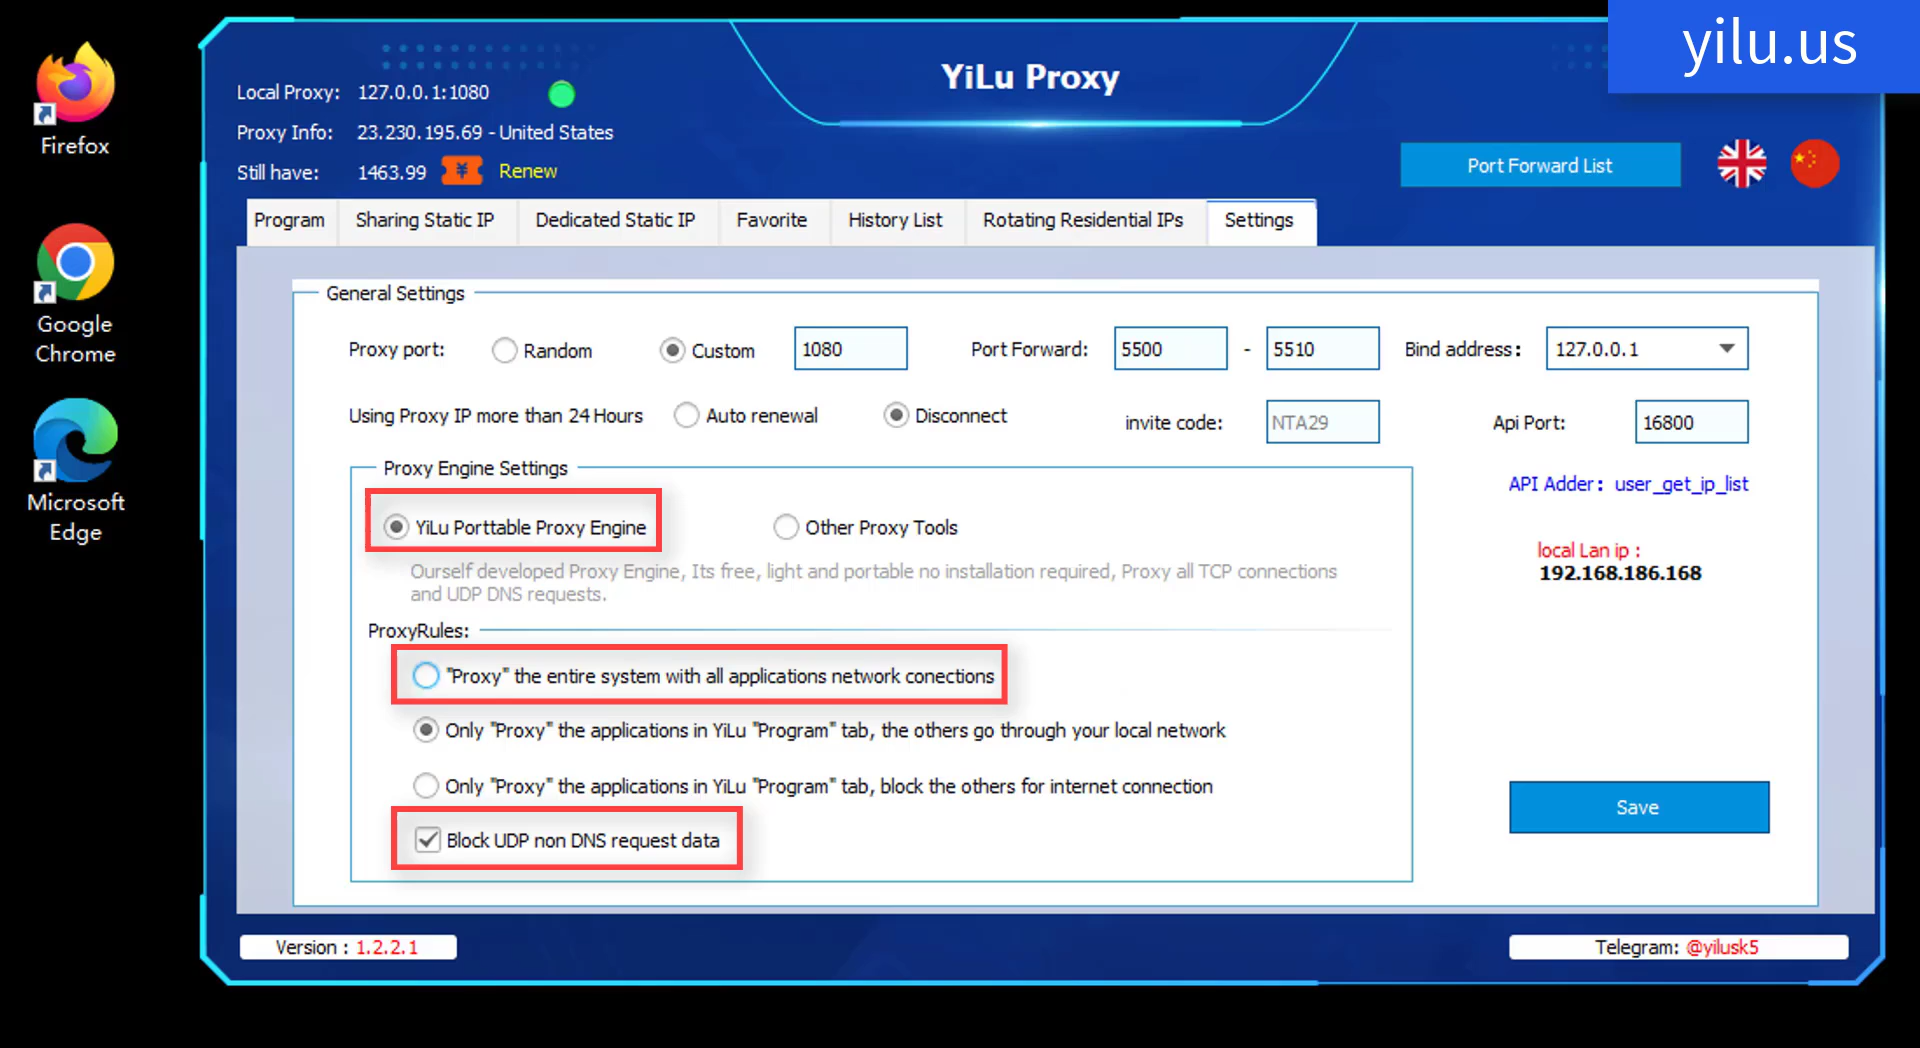 yilu.us
YiLu Proxy
Local Proxy: 127.0.0.1:1080
Proxy Info: 23.230.195.69 - United States
Still have: 1463.99 ¥ Renew
Port Forward List
Firefox
Google
Chrome
Microsoft
Edge
Program Sharing Static IP Dedicated Static IP Favorite History List Rotating Residential IPs Settings
General Settings
Proxy port: Random Custom 1080 Port Forward: 5500 - 5510 Bind address: 127.0.0.1
Using Proxy IP more than 24 Hours Auto renewal Disconnect invite code: NTA29 Api Port: 16800
Proxy Engine Settings
YiLu Porttable Proxy Engine Other Proxy Tools
Ourself developed Proxy Engine, Its free, light and portable no installation required, Proxy all TCP connections
and UDP DNS requests.
ProxyRules:
"Proxy" the entire system with all applications network conections
Only "Proxy" the applications in YiLu "Program" tab, the others go through your local network
Only "Proxy" the applications in YiLu "Program" tab, block the others for internet connection
Block UDP non DNS request data
API Adder: user_get_ip_list
local Lan ip :
192.168.186.168
Save
Version : 1.2.2.1
Telegram: @yilusk5